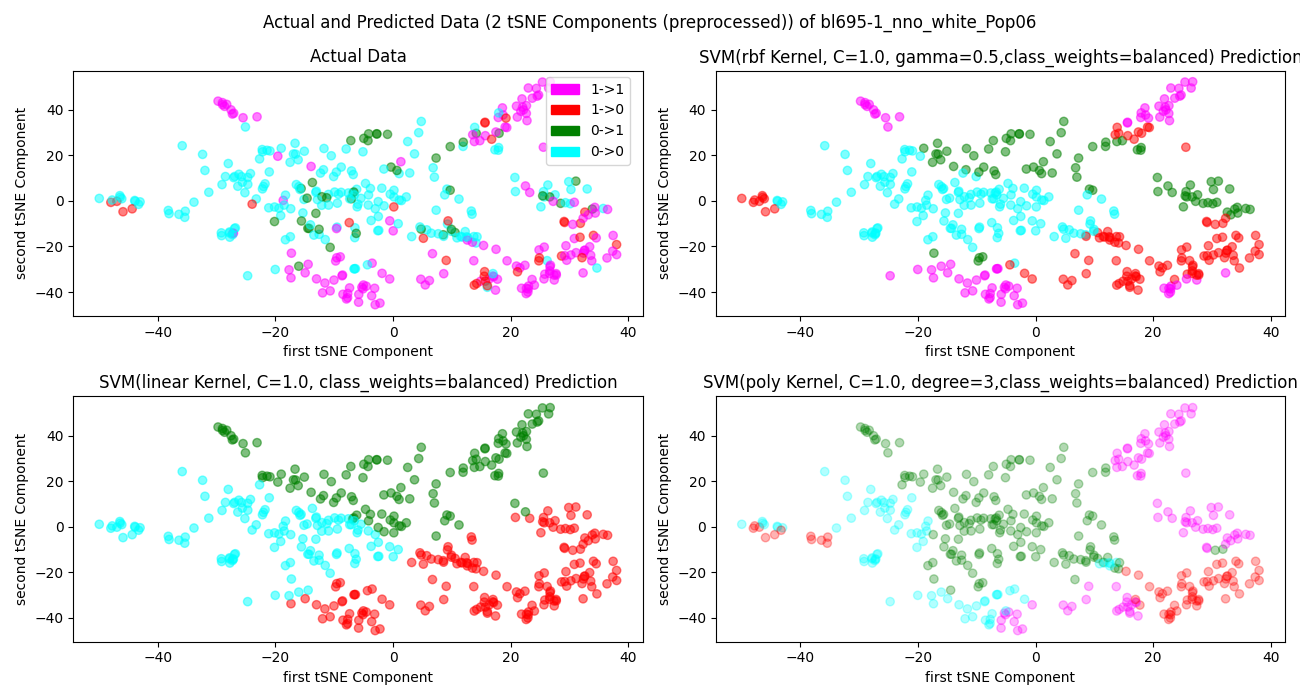 Actual and Predicted Data (2 tSNE Components (preprocessed)) of bl695-1_nno_white_Pop06
Actual Data
second tSNE Component
40
20
0
−20
−40
1->1
1->0
0->1
0->0
−40 −20 0 20 40
first tSNE Component
SVM(rbf Kernel, C=1.0, gamma=0.5,class_weights=balanced) Prediction
second tSNE Component
40
20
0
−20
−40
−40 −20 0 20 40
first tSNE Component
SVM(linear Kernel, C=1.0, class_weights=balanced) Prediction
second tSNE Component
40
20
0
−20
−40
−40 −20 0 20 40
first tSNE Component
SVM(poly Kernel, C=1.0, degree=3,class_weights=balanced) Prediction
second tSNE Component
40
20
0
−20
−40
−40 −20 0 20 40
first tSNE Component